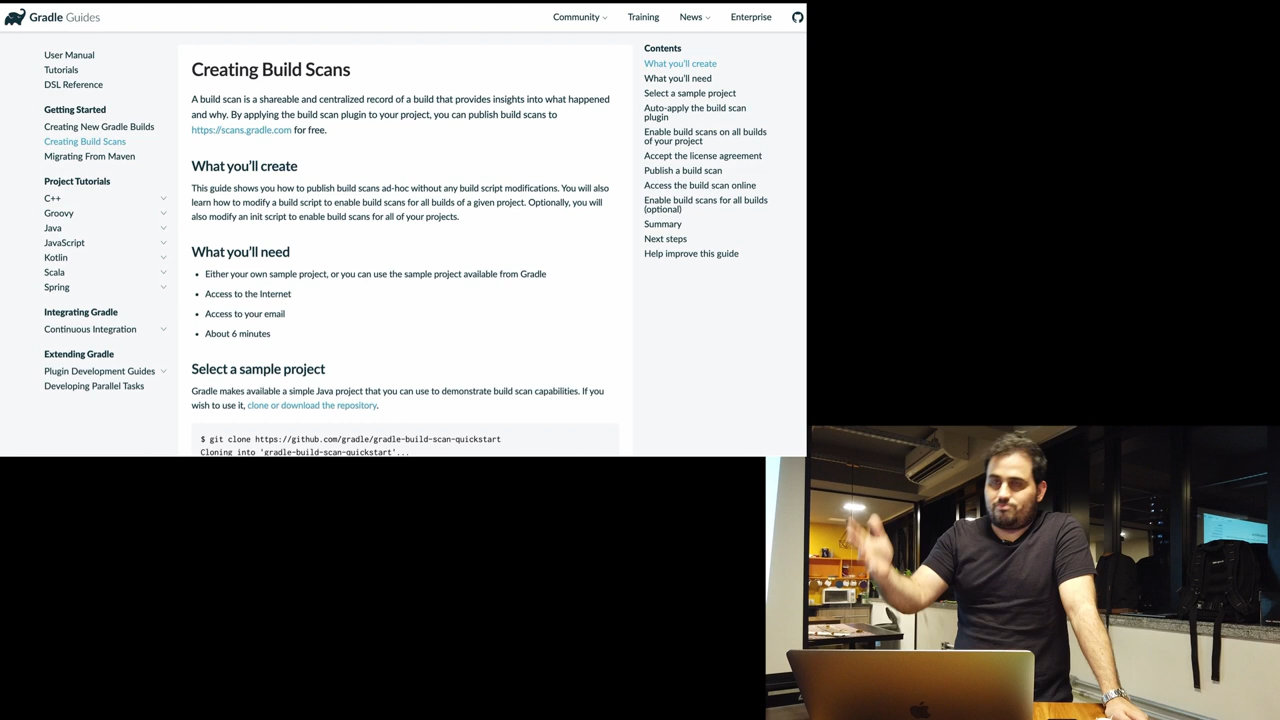 Gradle Guides
Community
Training
News
Enterprise
User Manual
Tutorials
DSL Reference
Getting Started
Creating New Gradle Builds
Creating Build Scans
Migrating From Maven
Project Tutorials
C++
Groovy
Java
JavaScript
Kotlin
Scala
Spring
Integrating Gradle
Continuous Integration
Extending Gradle
Plugin Development Guides
Developing Parallel Tasks
Creating Build Scans
A build scan is a shareable and centralized record of a build that provides insights into what happened
and why. By applying the build scan plugin to your project, you can publish build scans to
https://scans.gradle.com for free.
What you’ll create
This guide shows you how to publish build scans ad-hoc without any build script modifications. You will also
learn how to modify a build script to enable build scans for all builds of a given project. Optionally, you will
also modify an init script to enable build scans for all of your projects.
What you’ll need
• Either your own sample project, or you can use the sample project available from Gradle
• Access to the Internet
• Access to your email
• About 6 minutes
Select a sample project
Gradle makes available a simple Java project that you can use to demonstrate build scan capabilities. If you
wish to use it, clone or download the repository.
$ git clone https://github.com/gradle/gradle-build-scan-quickstart
Cloning into 'gradle-build-scan-quickstart'...
Contents
What you’ll create
What you’ll need
Select a sample project
Auto-apply the build scan
plugin
Enable build scans on all builds
of your project
Accept the license agreement
Publish a build scan
Access the build scan online
Enable build scans for all builds
(optional)
Summary
Next steps
Help improve this guide